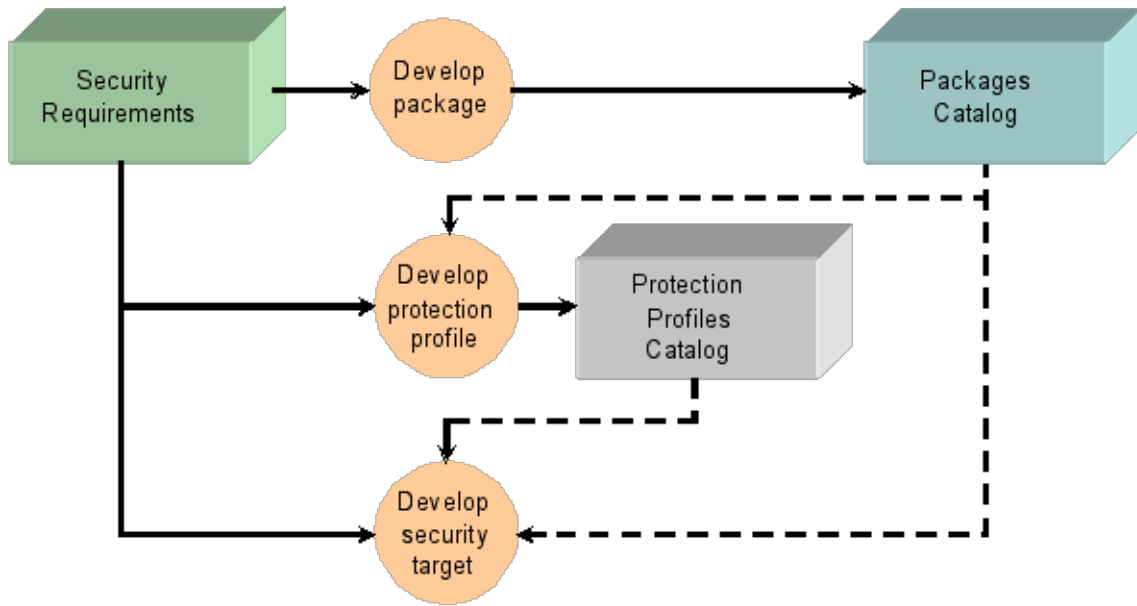 Security
Requirements
Develop
package
Packages
Catalog
Develop
protection
profile
Protection
Profiles
Catalog
Develop
security
target